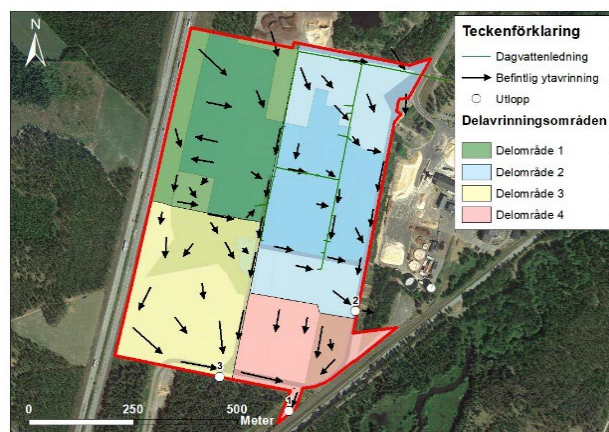 N
Teckenförklaring
Dagvattenledning
Befintlig ytavrinning
Utlopp
Delavrinningsområden
Delområde 1
Delområde 2
Delområde 3
Delområde 4
2
3
1
0 250 500
Meter